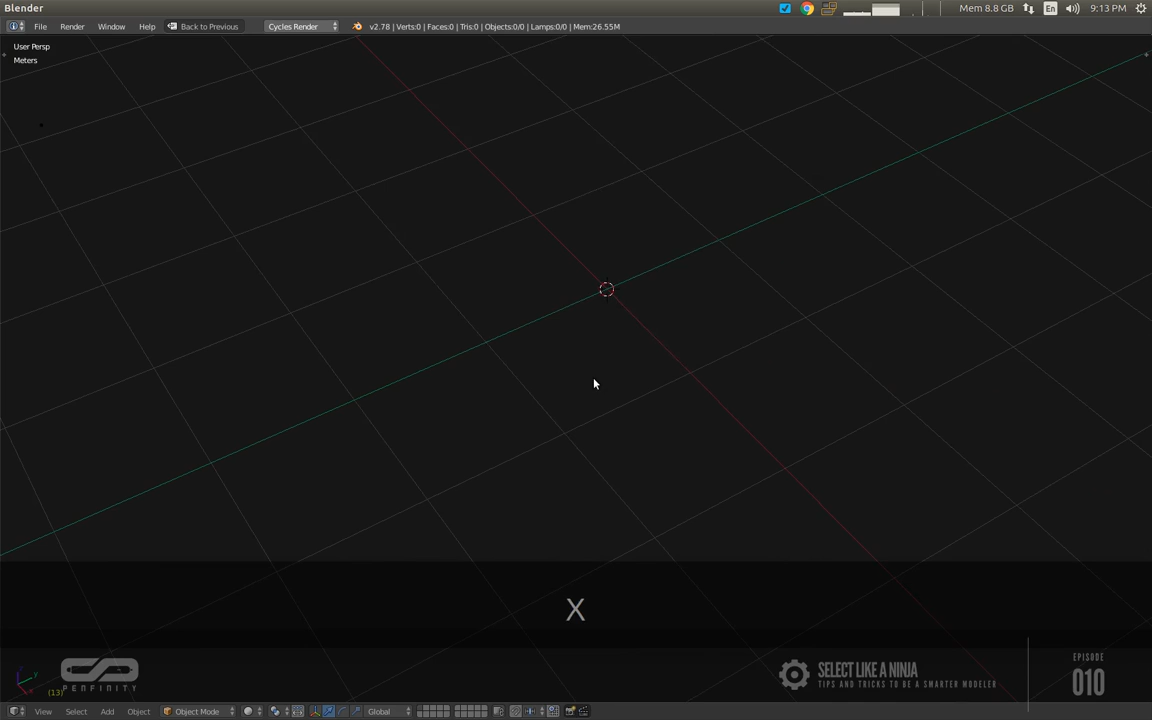 Blender
Mem 8.8 GB
En
9:13 PM
File
Render
Window
Help
Back to Previous
Cycles Render
v2.78 | Verts:0 | Faces:0 | Tris:0 | Objects:0/0 | Lamps:0/0 | Mem:26.55M
User Persp
Meters
X
SELECT LIKE A NINJA
TIPS AND TRICKS TO BE A SMARTER MODELER
EPISODE
010
PENFINITY
(13)
View
Select
Add
Object
Object Mode
Global